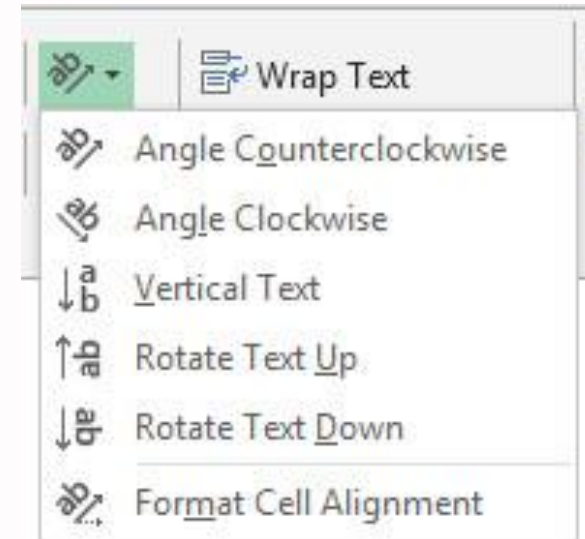 Wrap Text
Angle Counterclockwise
Angle Clockwise
Vertical Text
Rotate Text Up
Rotate Text Down
Format Cell Alignment